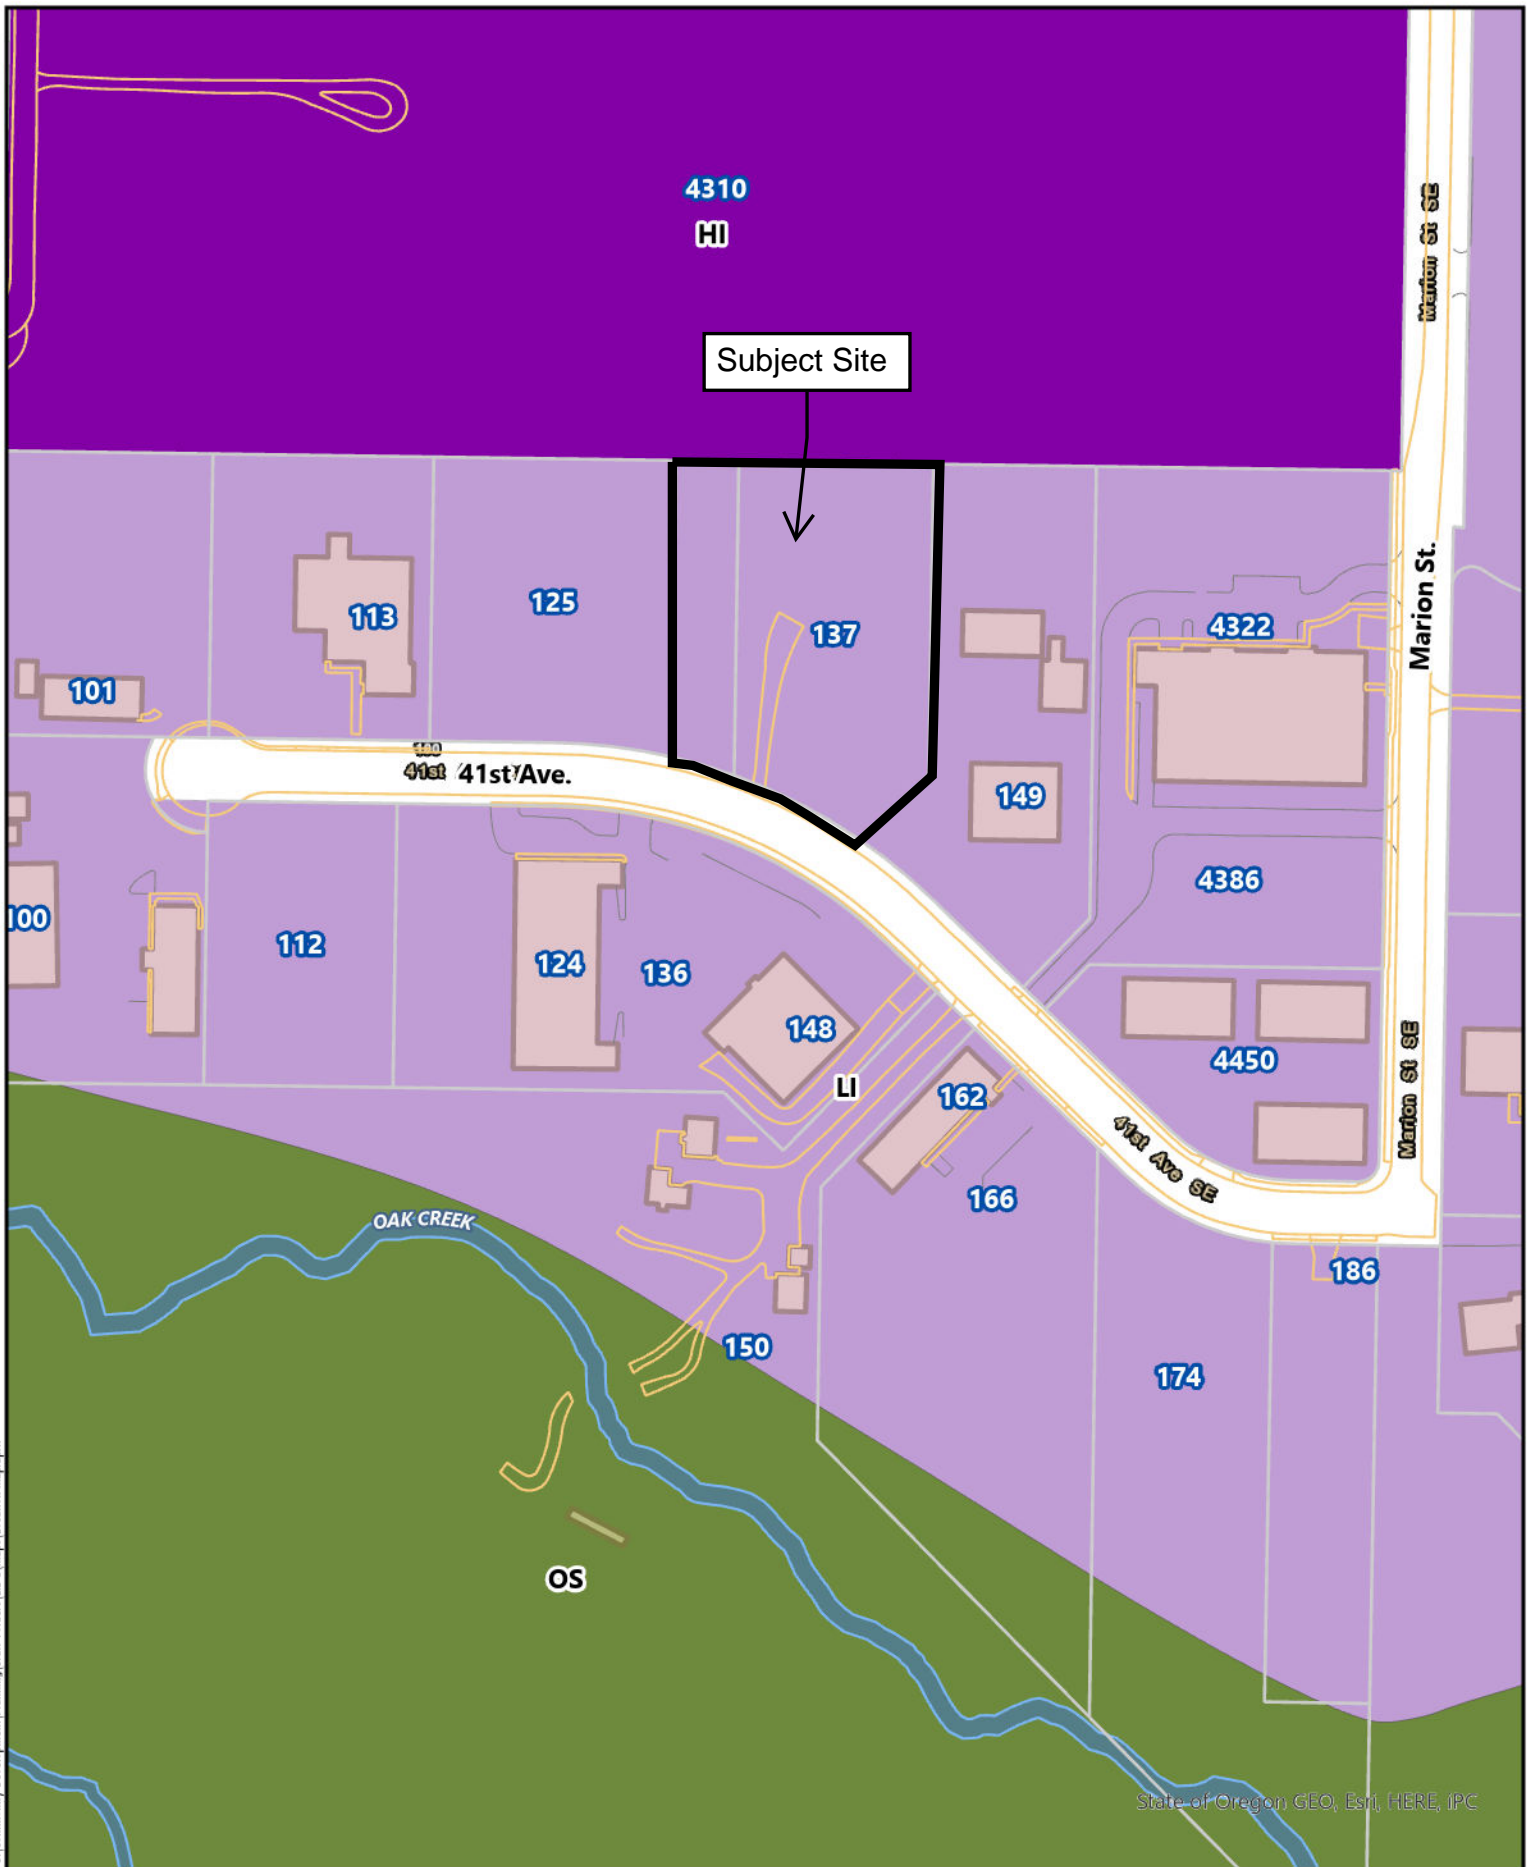 4310
HI
Marion St SE
Subject Site
125
113
137
4322
Marion St.
101
100
41st
41st Ave.
149
4386
100
112
124
136
148
LI
162
4450
Marion St SE
41st Ave SE
166
OAK CREEK
186
150
174
OS
State of Oregon GEO, Esri, HERE, iPC